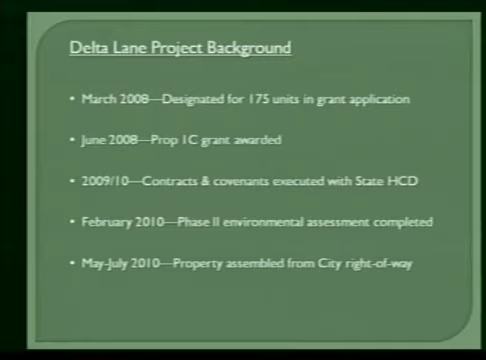 Delta Lane Project Background
• March 2008—Designated for 175 units in grant application
• June 2008—Prop 1C grant awarded
• 2009/10—Contracts & covenants executed with State HCD
• February 2010—Phase II environmental assessment completed
• May-July 2010—Property assembled from City right-of-way